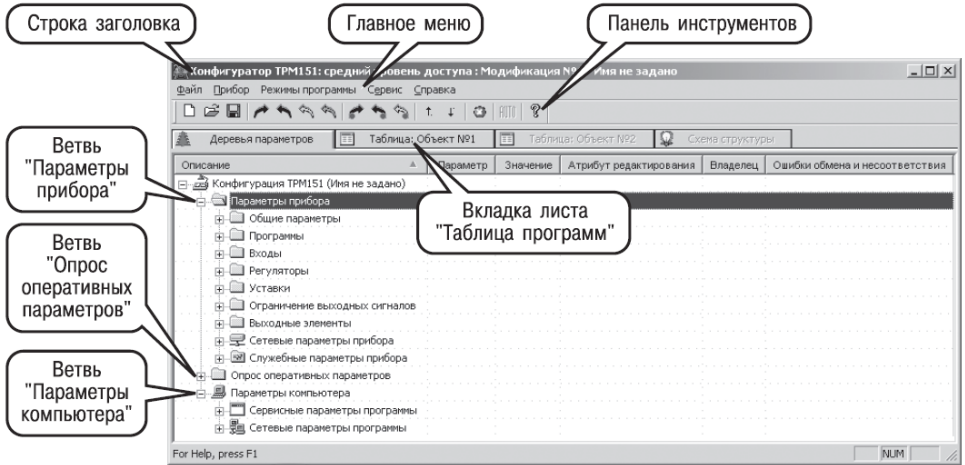 Строка заголовка
Главное меню
Панель инструментов
Конфигуратор ТРМ151: средний уровень доступа : Модификация № Имя не задано
Файл Прибор Режимы программы Сервис Справка
Деревья параметров
Таблица: Объект №1
Таблица: Объект №2
Схема структуры
Описание
Параметр
Значение
Атрибут редактирования
Владелец
Ошибки обмена и несоответствия
Ветвь
"Параметры
прибора"
Конфигурация ТРМ151 (Имя не задано)
Параметры прибора
Общие параметры
Программы
Входы
Регуляторы
Уставки
Ограничение выходных сигналов
Выходные элементы
Сетевые параметры прибора
Служебные параметры прибора
Вкладка листа
"Таблица программ"
Ветвь
"Опрос
оперативных
параметров"
Опрос оперативных параметров
Ветвь
"Параметры
компьютера"
Параметры компьютера
Сервисные параметры программы
Сетевые параметры программы
For Help, press F1
NUM